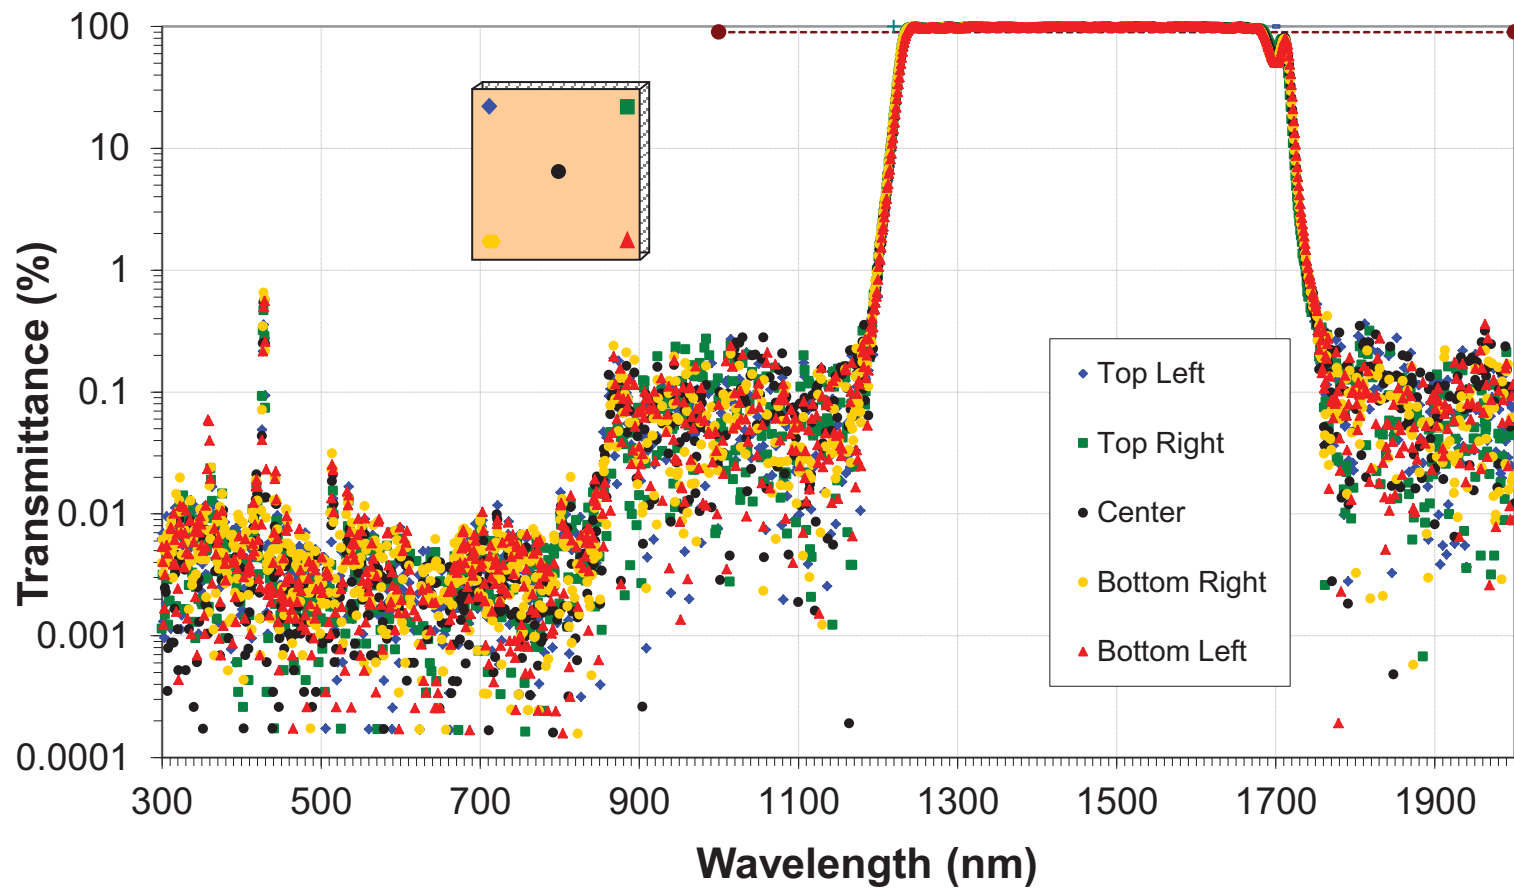 100
10
1
0.1
0.01
0.001
0.0001
Transmittance (%)
Top Left
Top Right
Center
Bottom Right
Bottom Left
300 500 700 900 1100 1300 1500 1700 1900
Wavelength (nm)